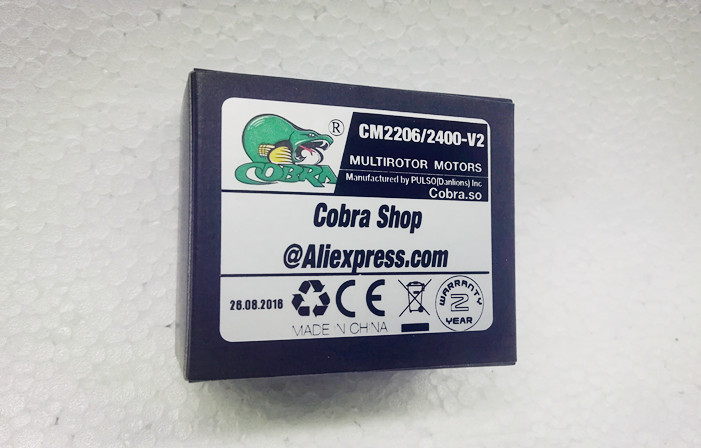 ®
CM2206/2400-V2
COBRA
MULTIROTOR MOTORS
Manufactured by PULSO(Danlions) Inc
Cobra.so
Cobra Shop
@Aliexpress.com
26.08.2016
CE
WARRANTY
2
YEAR
MADE IN CHINA